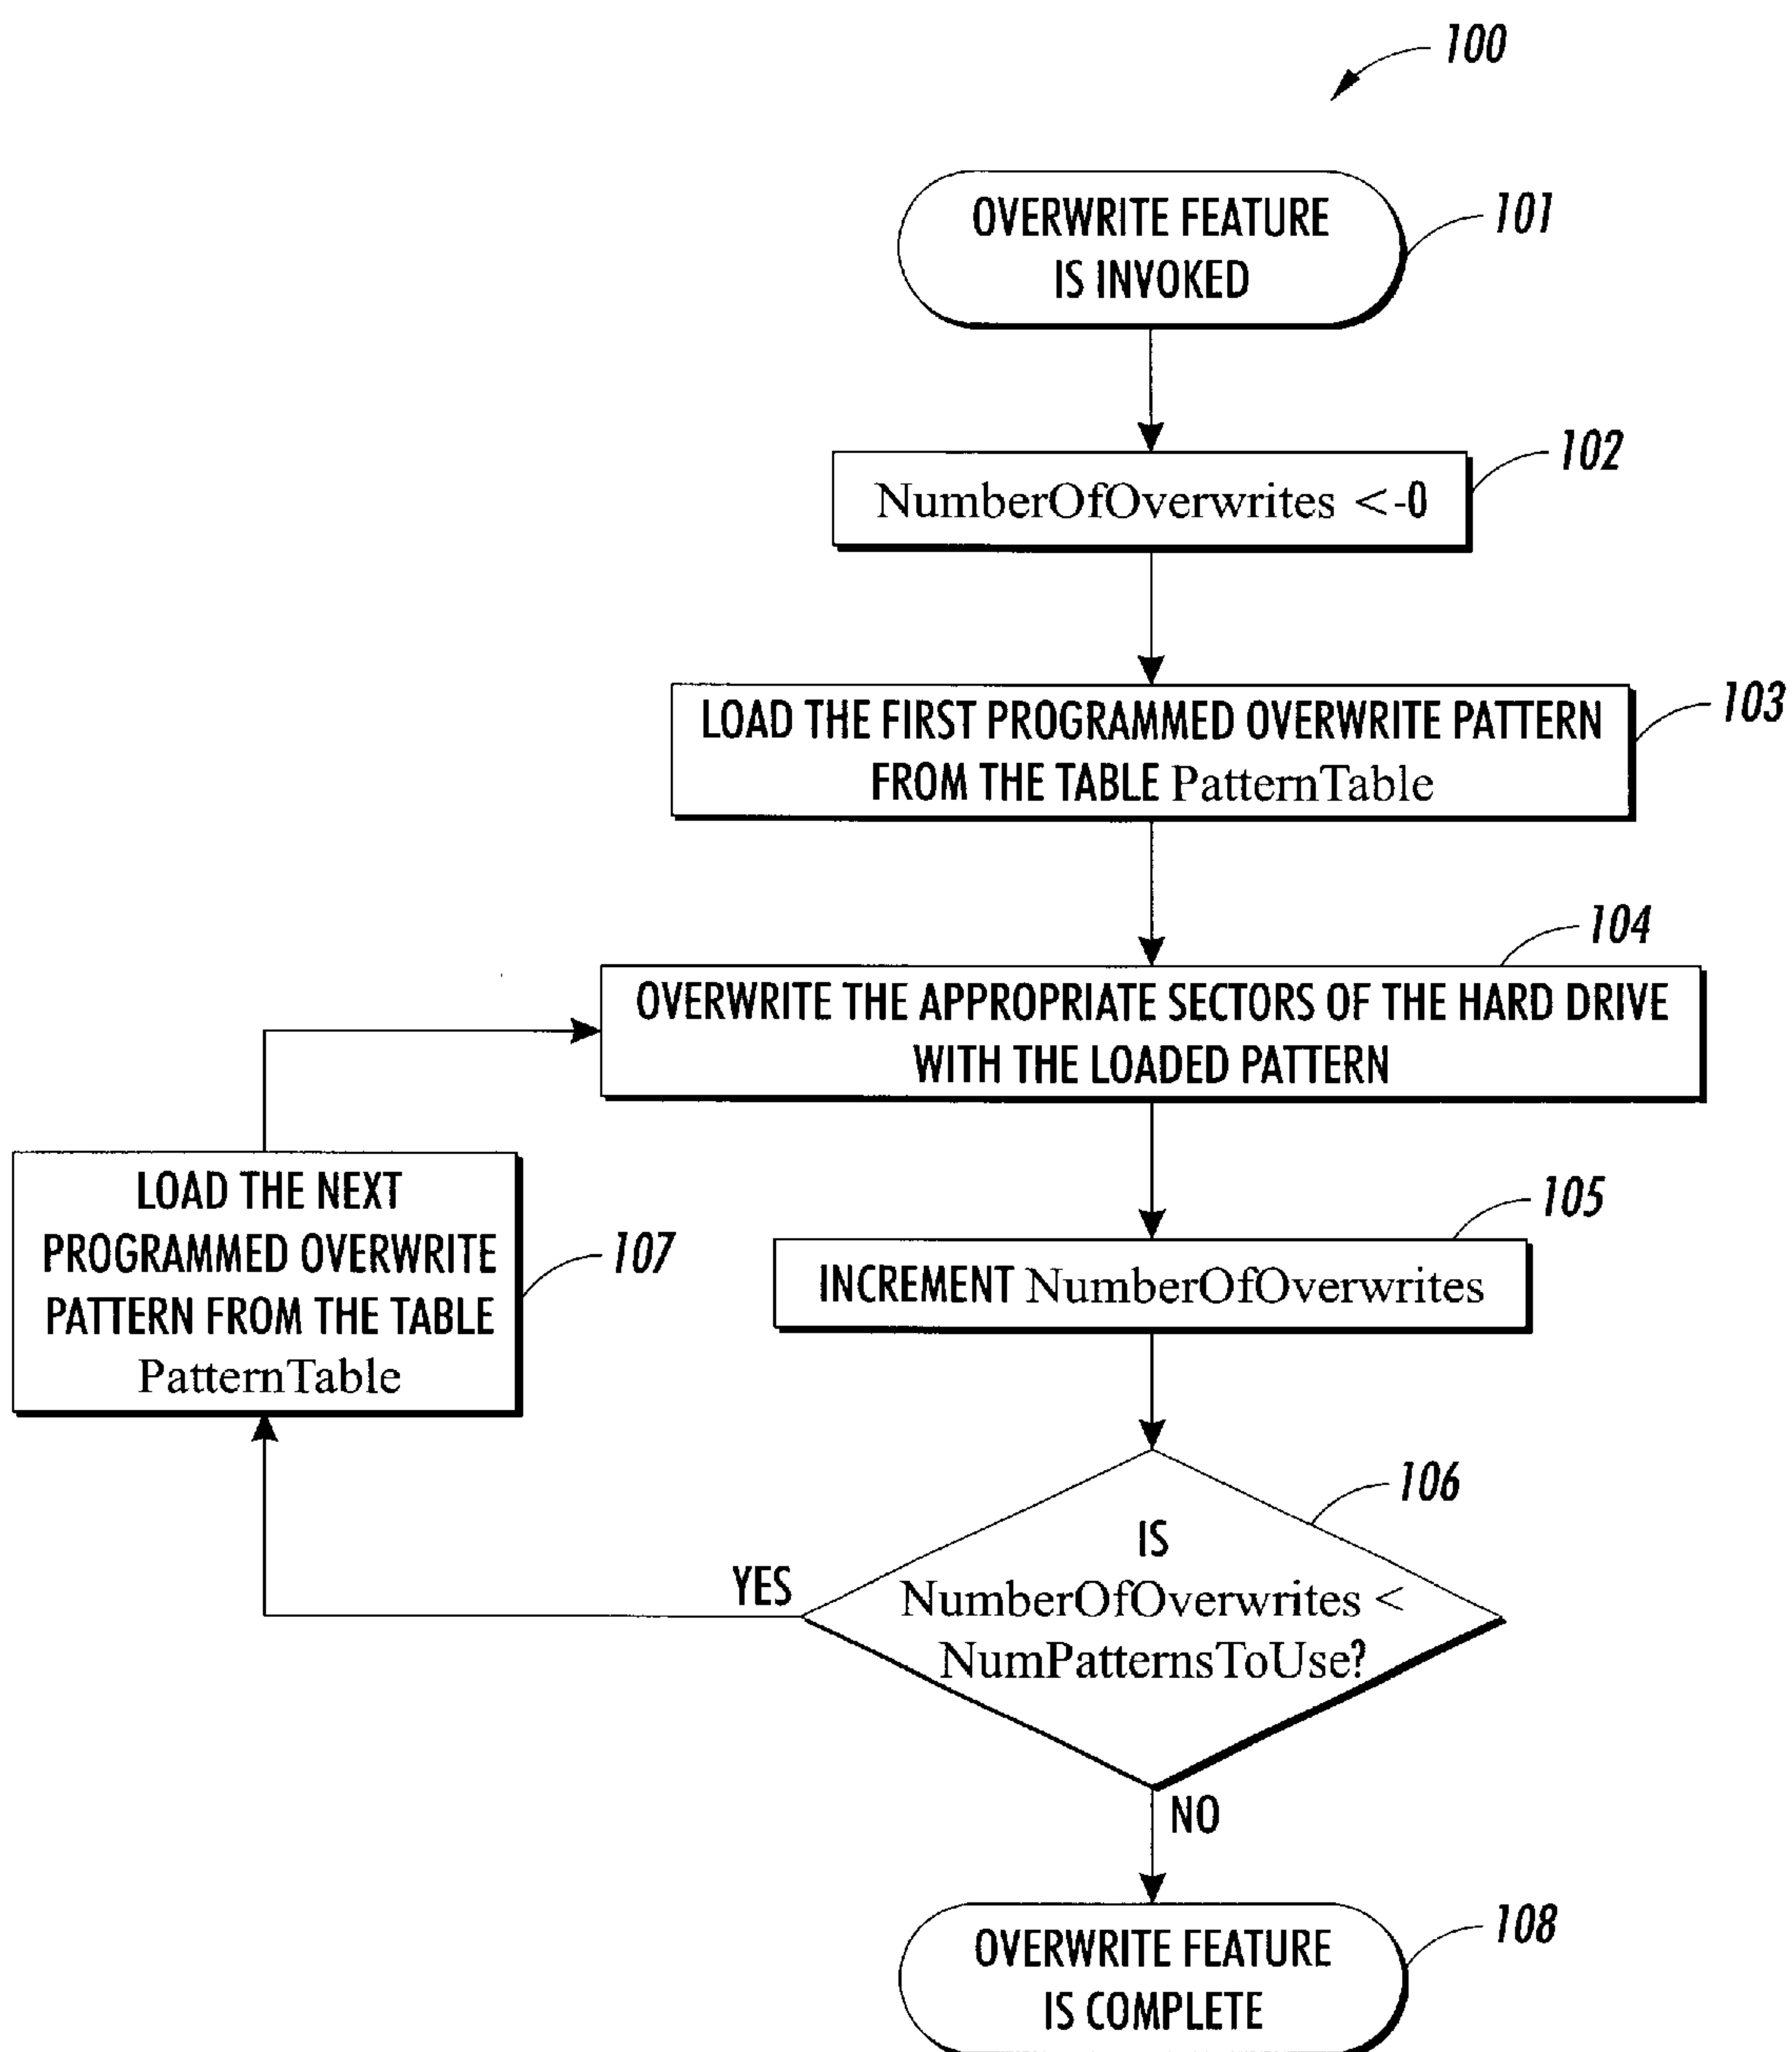 100
OVERWRITE FEATURE
IS INVOKED
101
NumberOfOverwrites <-0
102
LOAD THE FIRST PROGRAMMED OVERWRITE PATTERN
FROM THE TABLE PatternTable
103
OVERWRITE THE APPROPRIATE SECTORS OF THE HARD DRIVE
WITH THE LOADED PATTERN
104
INCREMENT NumberOfOverwrites
105
IS
NumberOfOverwrites <
NumPatternsToUse?
106
YES
LOAD THE NEXT
PROGRAMMED OVERWRITE
PATTERN FROM THE TABLE
PatternTable
107
NO
OVERWRITE FEATURE
IS COMPLETE
108